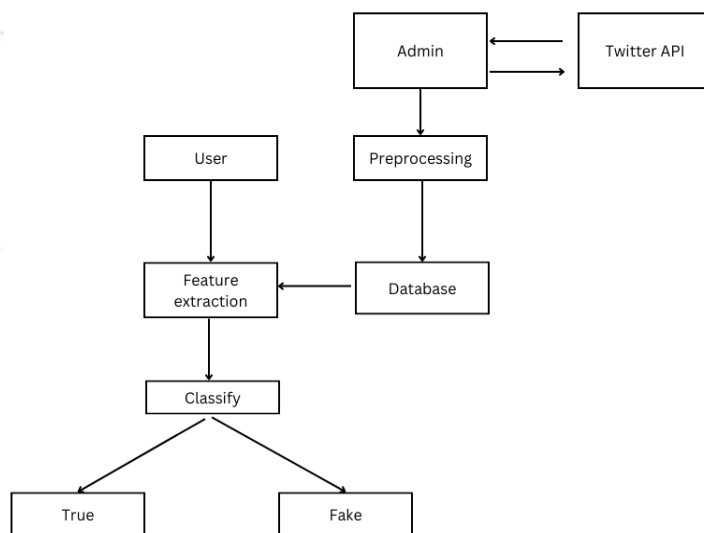 Admin
Twitter API
User
Preprocessing
Feature
extraction
Database
Classify
True
Fake